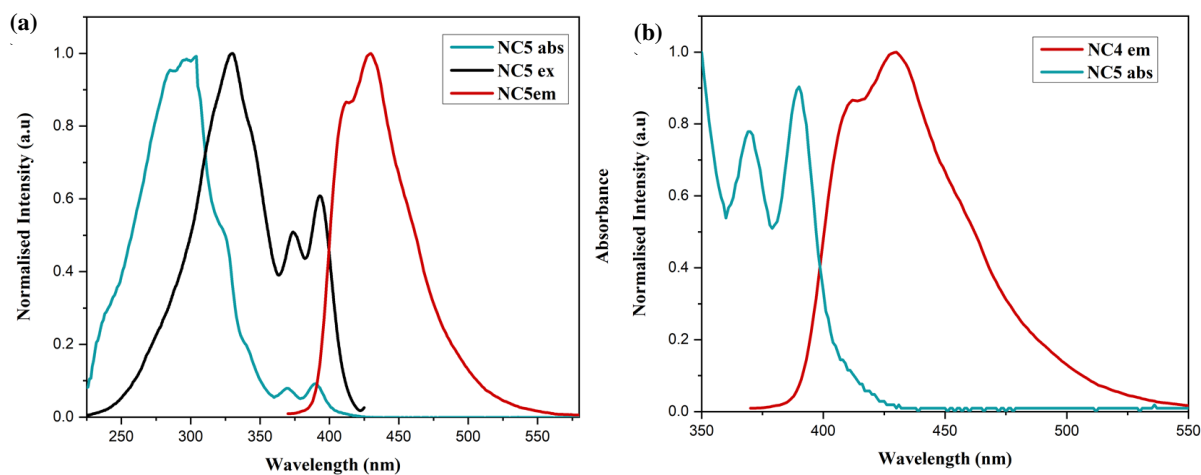 (a)
NC5 abs
NC5 ex
NC5em
Normalised Intensity (a.u)
1.0
0.8
0.6
0.4
0.2
0.0
250 300 350 400 450 500 550
Wavelength (nm)
(b)
NC4 em
NC5 abs
Absorbance
Normalised Intensity (a.u)
1.0
0.8
0.6
0.4
0.2
0.0
350 400 450 500 550
Wavelength (nm)